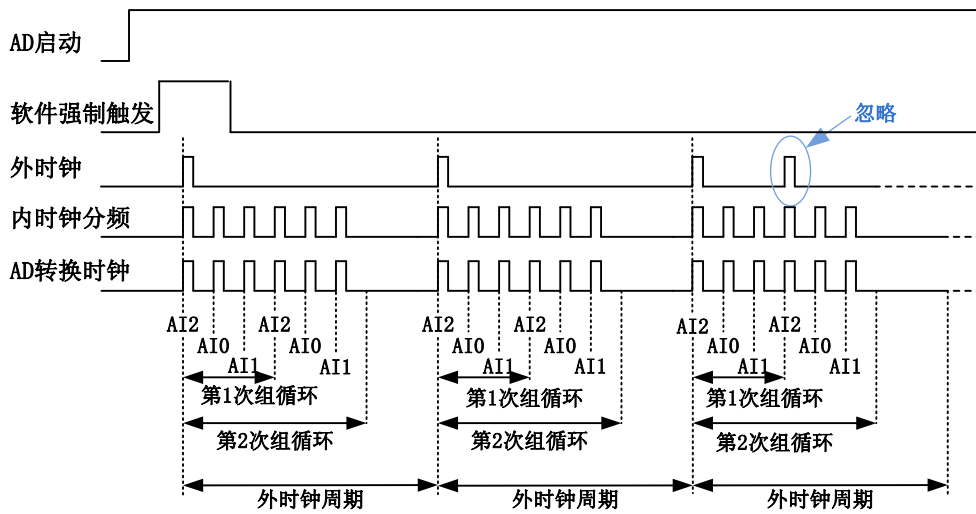 AD启动
软件强制触发
忽略
外时钟
内时钟分频
AD转换时钟
AI2 AI2 AI2 AI2 AI2 AI2
AI0 AI0 AI0 AI0 AI0 AI0
AI1 AI1 AI1 AI1 AI1 AI1
第1次组循环 第1次组循环 第1次组循环
第2次组循环 第2次组循环 第2次组循环
外时钟周期 外时钟周期 外时钟周期